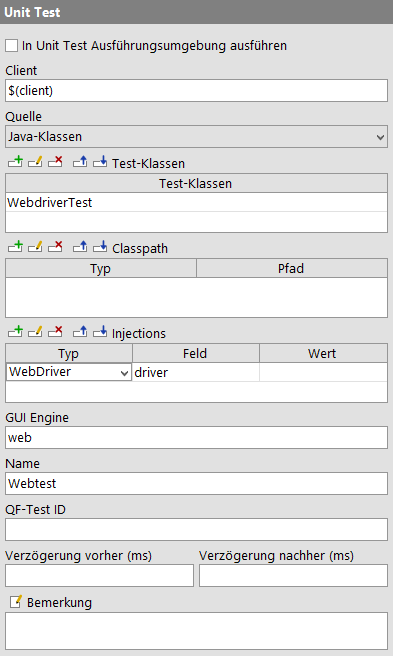 Unit Test
In Unit Test Ausführungsumgebung ausführen
Client
$(client)
Quelle
Java-Klassen
Test-Klassen
Test-Klassen
WebdriverTest
Classpath
Typ Pfad
Injections
Typ Feld Wert
WebDriver driver
GUI Engine
web
Name
Webtest
QF-Test ID
Verzögerung vorher (ms) Verzögerung nachher (ms)
Bemerkung